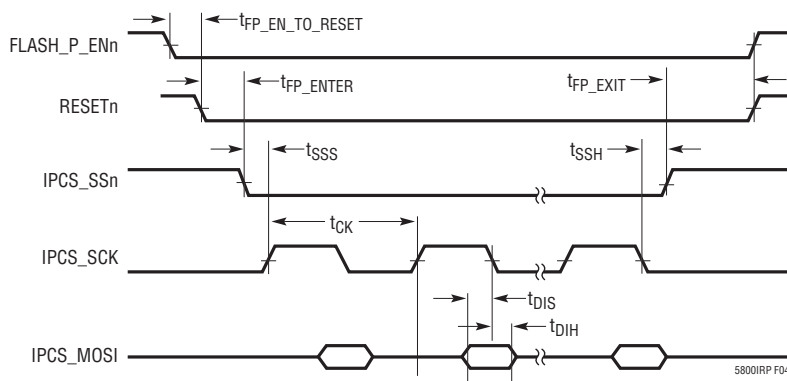 tFP_EN_TO_RESET
FLASH_P_ENn
tFP_ENTER
tFP_EXIT
RESETn
tSSS
tSSH
IPCS_SSn
tCK
IPCS_SCK
tDIS
tDIH
IPCS_MOSI
5800IRP F04